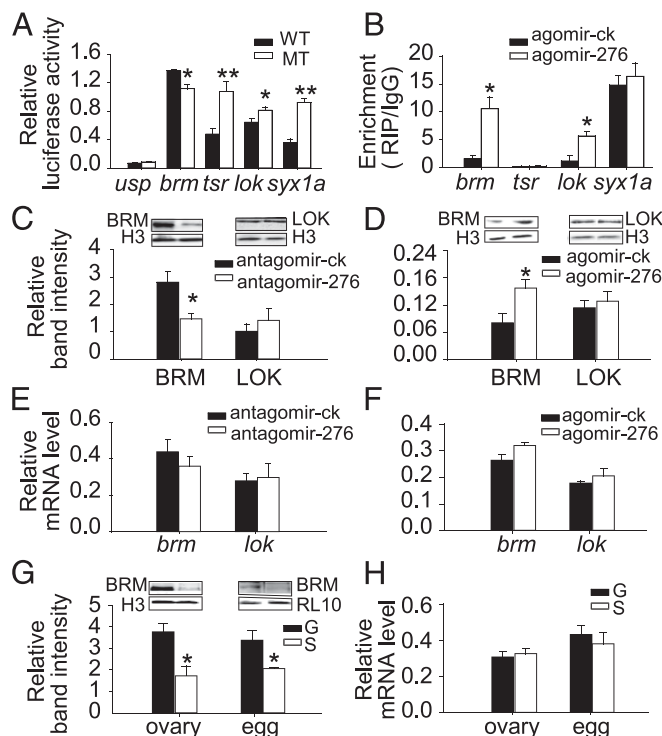 A
WT
MT
Relative
luciferase activity
1.6
1.2
0.8
0.4
0.0
*
**
*
**
usp brm tsr lok syx1a
B
agomir-ck
agomir-276
Enrichment
( RIP/IgG)
20
15
10
5
0
*
*
brm tsr lok syx1a
C
BRM
H3
LOK
H3
antagomir-ck
antagomir-276
Relative
band intensity
4
3
2
1
0
*
BRM LOK
D
BRM
H3
LOK
H3
agomir-ck
agomir-276
0.24
0.18
0.12
0.06
0.00
*
BRM LOK
E
antagomir-ck
antagomir-276
Relative
mRNA level
0.6
0.4
0.2
0.0
brm lok
F
agomir-ck
agomir-276
0.4
0.3
0.2
0.1
0.0
brm lok
G
BRM
H3
BRM
RL10
G
S
Relative
band intensity
5
4
3
2
1
0
*
*
ovary egg
H
G
S
Relative
mRNA level
0.6
0.4
0.2
0.0
ovary egg